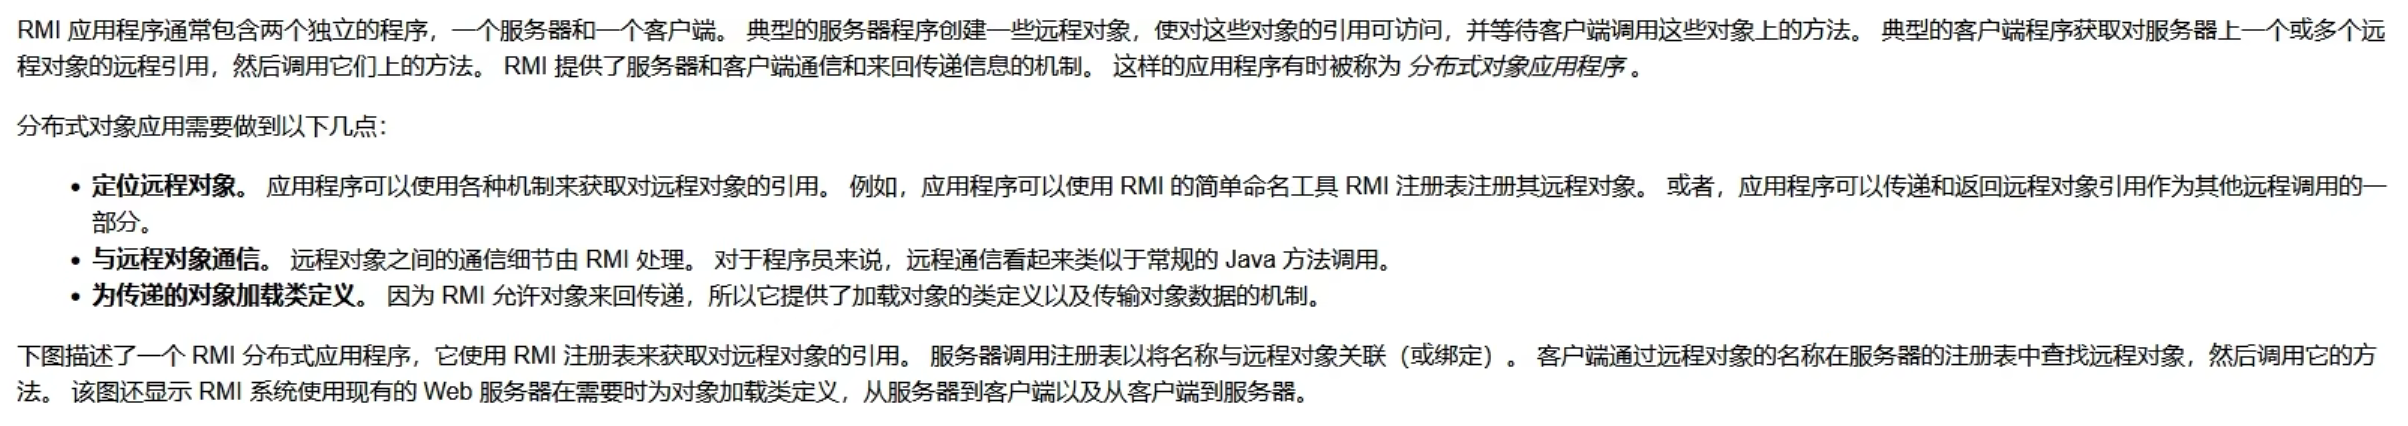 RMI 应用程序通常包含两个独立的程序，一个服务器和一个客户端。 典型的服务器程序创建一些远程对象，使对这些对象的引用可访问，并等待客户端调用这些对象上的方法。 典型的客户端程序获取对服务器上一个或多个远
程对象的远程引用，然后调用它们上的方法。 RMI 提供了服务器和客户端通信和来回传递信息的机制。 这样的应用程序有时被称为 分布式对象应用程序 。
分布式对象应用需要做到以下几点：
• 定位远程对象。 应用程序可以使用各种机制来获取对远程对象的引用。 例如，应用程序可以使用 RMI 的简单命名工具 RMI 注册表注册其远程对象。 或者，应用程序可以传递和返回远程对象引用作为其他远程调用的一
部分。
• 与远程对象通信。 远程对象之间的通信细节由 RMI 处理。 对于程序员来说，远程通信看起来类似于常规的 Java 方法调用。
• 为传递的对象加载类定义。 因为 RMI 允许对象来回传递，所以它提供了加载对象的类定义以及传输对象数据的机制。
下图描述了一个 RMI 分布式应用程序，它使用 RMI 注册表来获取对远程对象的引用。 服务器调用注册表以将名称与远程对象关联（或绑定）。 客户端通过远程对象的名称在服务器的注册表中查找远程对象，然后调用它的方
法。 该图还显示 RMI 系统使用现有的 Web 服务器在需要时为对象加载类定义，从服务器到客户端以及从客户端到服务器。